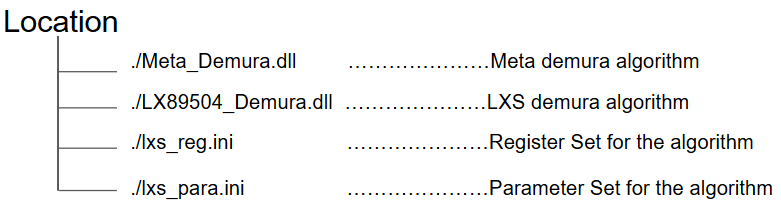 Location
./Meta_Demura.dll …………………Meta demura algorithm
./LX89504_Demura.dll …………………LXS demura algorithm
./lxs_reg.ini …………………Register Set for the algorithm
./lxs_para.ini …………………Parameter Set for the algorithm